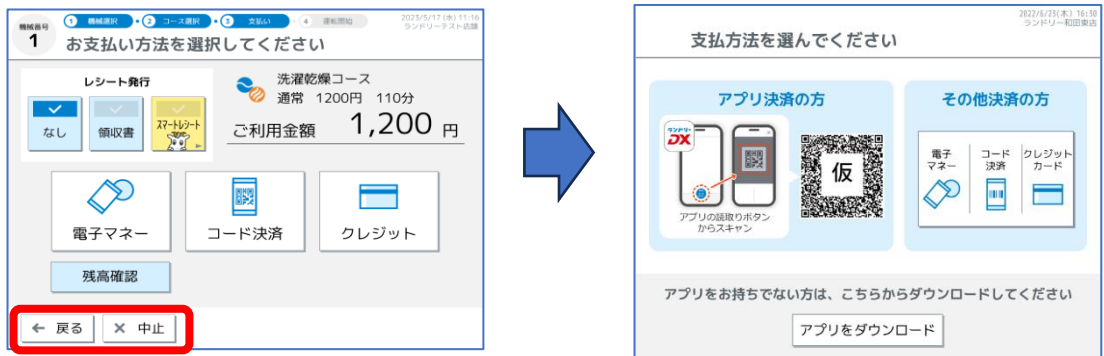 機械番号
1
1 機械選択 2 コース選択 3 支払い 4 運転開始
2023/5/17(水)11:16
ランドリーテスト店舗
お支払い方法を選択してください
レシート発行
なし
領収書
スマートレシート
洗濯乾燥コース
通常 1200円 110分
ご利用金額 1,200 円
電子マネー
コード決済
クレジット
残高確認
← 戻る
× 中止
2022/6/23(木) 16:30
ランドリー和田東店
支払方法を選んでください
アプリ決済の方
ランドリー
DX
仮
アプリの読取りボタン
からスキャン
その他決済の方
電子
マネー
コード
決済
クレジット
カード
アプリをお持ちでない方は、こちらからダウンロードしてください
アプリをダウンロード